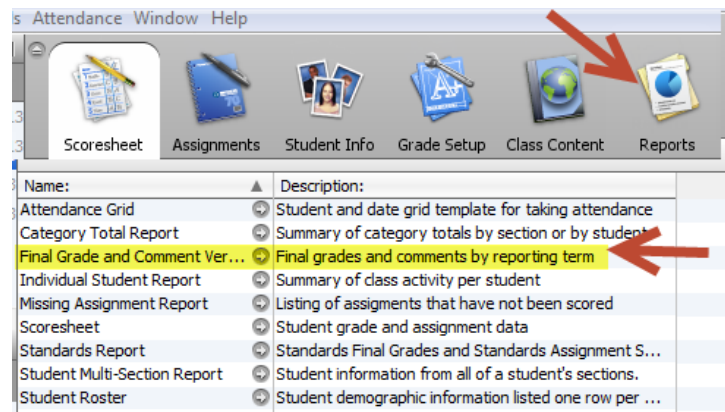 s Attendance Window Help
Scoresheet Assignments Student Info Grade Setup Class Content Reports
Name: Description:
Attendance Grid Student and date grid template for taking attendance
Category Total Report Summary of category totals by section or by student
Final Grade and Comment Ver... Final grades and comments by reporting term
Individual Student Report Summary of class activity per student
Missing Assignment Report Listing of assigments that have not been scored
Scoresheet Student grade and assignment data
Standards Report Standards Final Grades and Standards Assignment S...
Student Multi-Section Report Student information from all of a student's sections.
Student Roster Student demographic information listed one row per ...